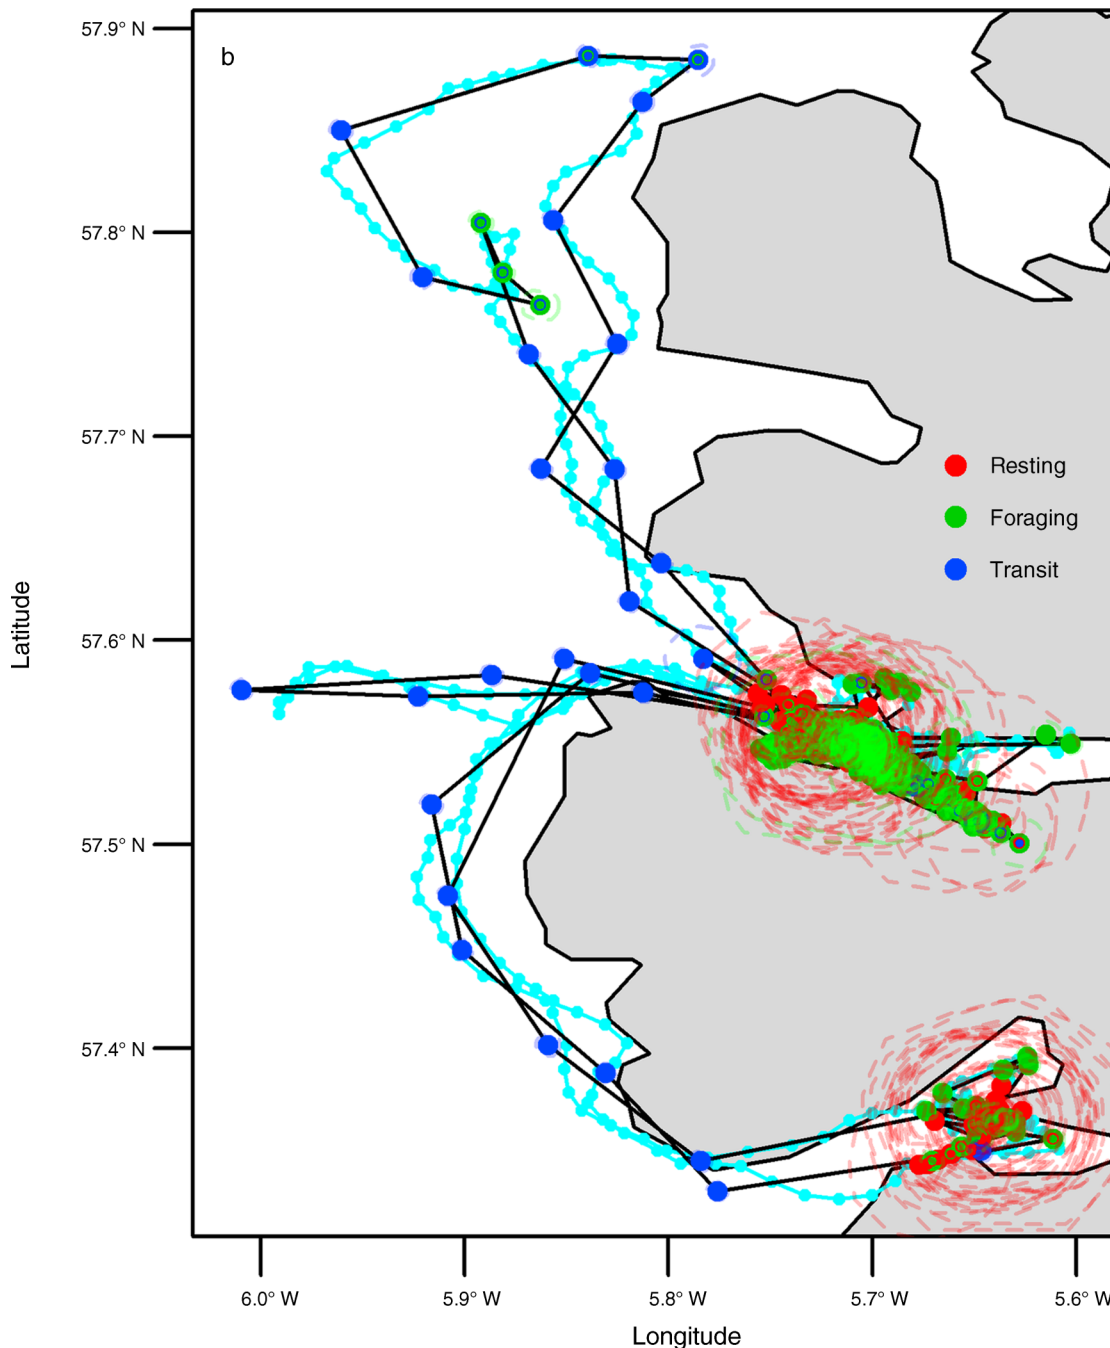 b
57.9° N
57.8° N
57.7° N
57.6° N
57.5° N
57.4° N
Latitude
Resting
Foraging
Transit
6.0° W 5.9° W 5.8° W 5.7° W 5.6° W
Longitude